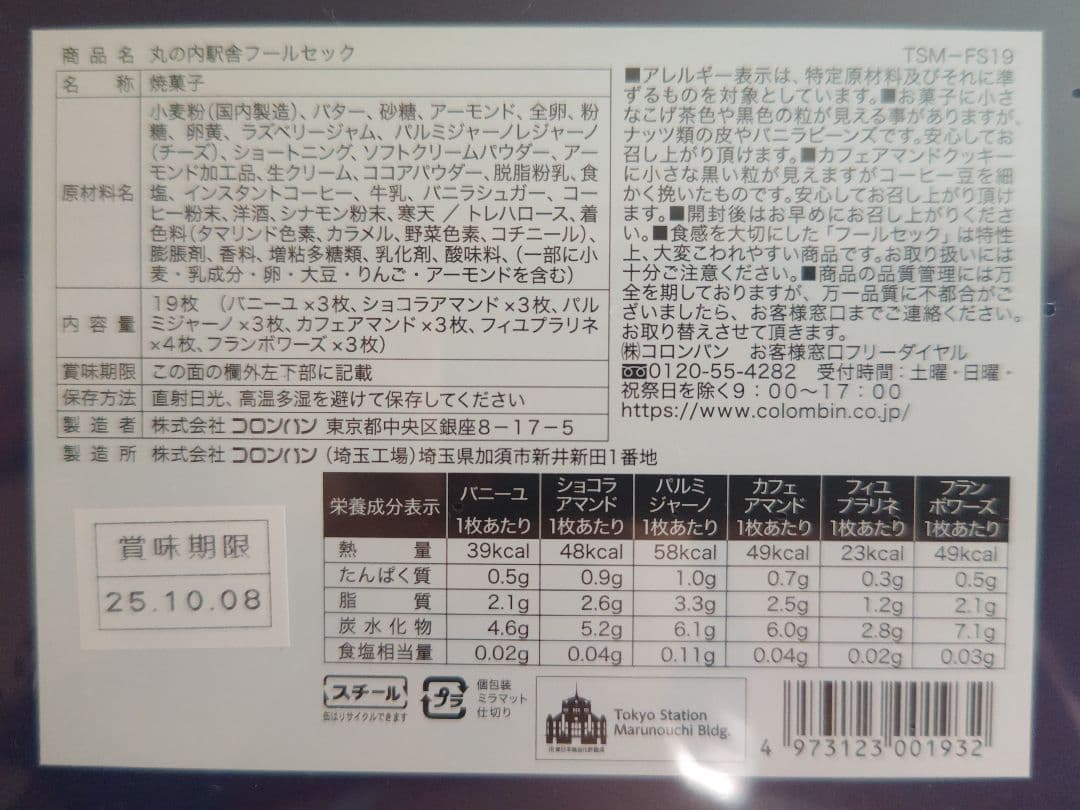 商品名 丸の内駅舎フールセック
TSM-FS19
名称 焼菓子
原材料名
小麦粉(国内製造)、バター、砂糖、アーモンド、全卵、粉
糖、卵黄、ラズベリージャム、パルミジャーノレジャーノ
(チーズ)、ショートニング、ソフトクリームパウダー、アー
モンド加工品、生クリーム、ココアパウダー、脱脂粉乳、食
塩、インスタントコーヒー、牛乳、バニラシュガー、コー
ヒー粉末、洋酒、シナモン粉末、寒天/トレハロース、着
色料(タマリンド色素、カラメル、野菜色素、コチニール)、
膨脹剤、香料、増粘多糖類、乳化剤、酸味料、(一部に小
麦・乳成分・卵・大豆・りんご・アーモンドを含む)
内容量
19枚 (バニーユ×3枚、ショコラアマンド×3枚、パル
ミジャーノ×3枚、カフェアマンド×3枚、フィユプラリネ
×4枚、フランボワーズ×3枚)
賞味期限 この面の欄外左下部に記載
保存方法 直射日光、高温多湿を避けて保存してください
製造者 株式会社 コロンバン 東京都中央区銀座8-17-5
製造所 株式会社 コロンバン (埼玉工場)埼玉県加須市新井新田1番地
■アレルギー表示は、特定原材料及びそれに準
ずるものを対象としています。■お菓子に小さ
なこげ茶色や黒色の粒が見える事がありますが、
ナッツ類の皮やバニラビーンズです。安心してお
召し上がり頂けます。■カフェアマンドクッキー
に小さな黒い粒が見えますがコーヒー豆を細
かく挽いたものです。安心してお召し上がり頂け
ます。■開封後はお早めにお召し上がりくださ
い。■食感を大切にした「フールセック」は特性
上、大変こわれやすい商品です。お取り扱いには
十分ご注意ください。■商品の品質管理には万
全を期しておりますが、万一品質に不都合がご
ざいましたら、お客様窓口までご連絡ください。
お取り替えさせて頂きます。
㈱コロンバン お客様窓口フリーダイヤル
0120-55-4282 受付時間:土曜・日曜・
祝祭日を除く9:00~17:00
https://www.colombin.co.jp/
栄養成分表示 バニーユ 1枚あたり ショコラアマンド 1枚あたり パルミジャーノ 1枚あたり カフェアマンド 1枚あたり フィユプラリネ 1枚あたり フランボワーズ 1枚あたり
熱量 39kcal 48kcal 58kcal 49kcal 23kcal 49kcal
たんぱく質 0.5g 0.9g 1.0g 0.7g 0.3g 0.5g
脂質 2.1g 2.6g 3.3g 2.5g 1.2g 2.1g
炭水化物 4.6g 5.2g 6.1g 6.0g 2.8g 7.1g
食塩相当量 0.02g 0.04g 0.11g 0.04g 0.02g 0.03g
賞味期限
25.10.08
スチール
缶はリサイクルできます
プラ
個包装
ミラマット
仕切り
Tokyo Station
Marunouchi Bldg.
4 973123 001932